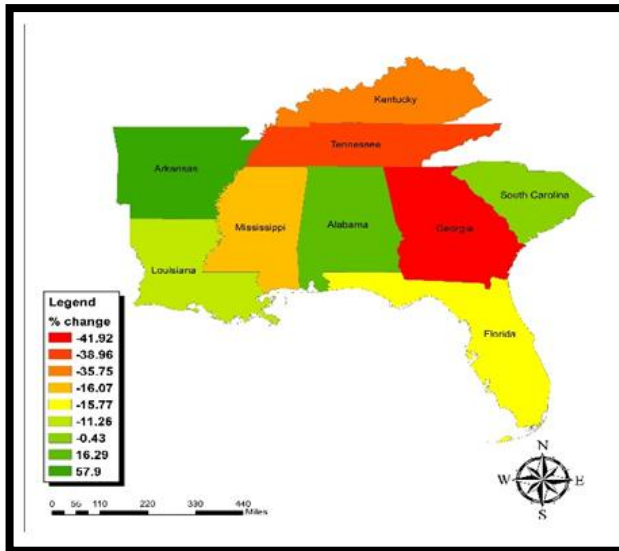 Kentucky
Tennessee
Arkansas
South Carolina
Mississippi
Alabama
Georgia
Louisiana
Florida
Legend
% change
-41.92
-38.96
-35.75
-16.07
-15.77
-11.26
-0.43
16.29
57.9
N
W E
S
0 55 110 220 330 440
Miles